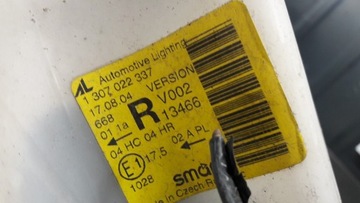 AL Automotive Lighting
1 307 022 337
17.08 04 VERSION
668 R V002
01 1a 13466
04 HC 04 HR
E1 17,5 02 A PL
1028 sma
in Czech Re